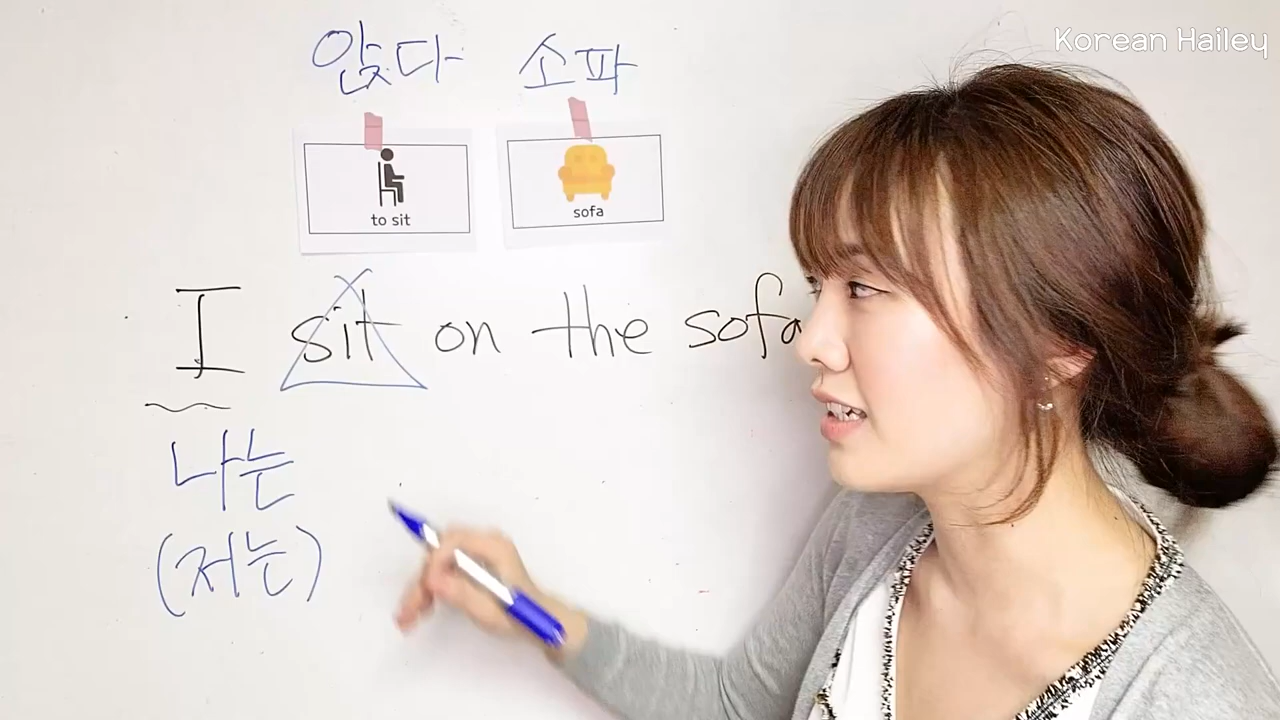 Korean Hailey
앉다 소파
to sit sofa
I sit on the sofa
나는
(저는)